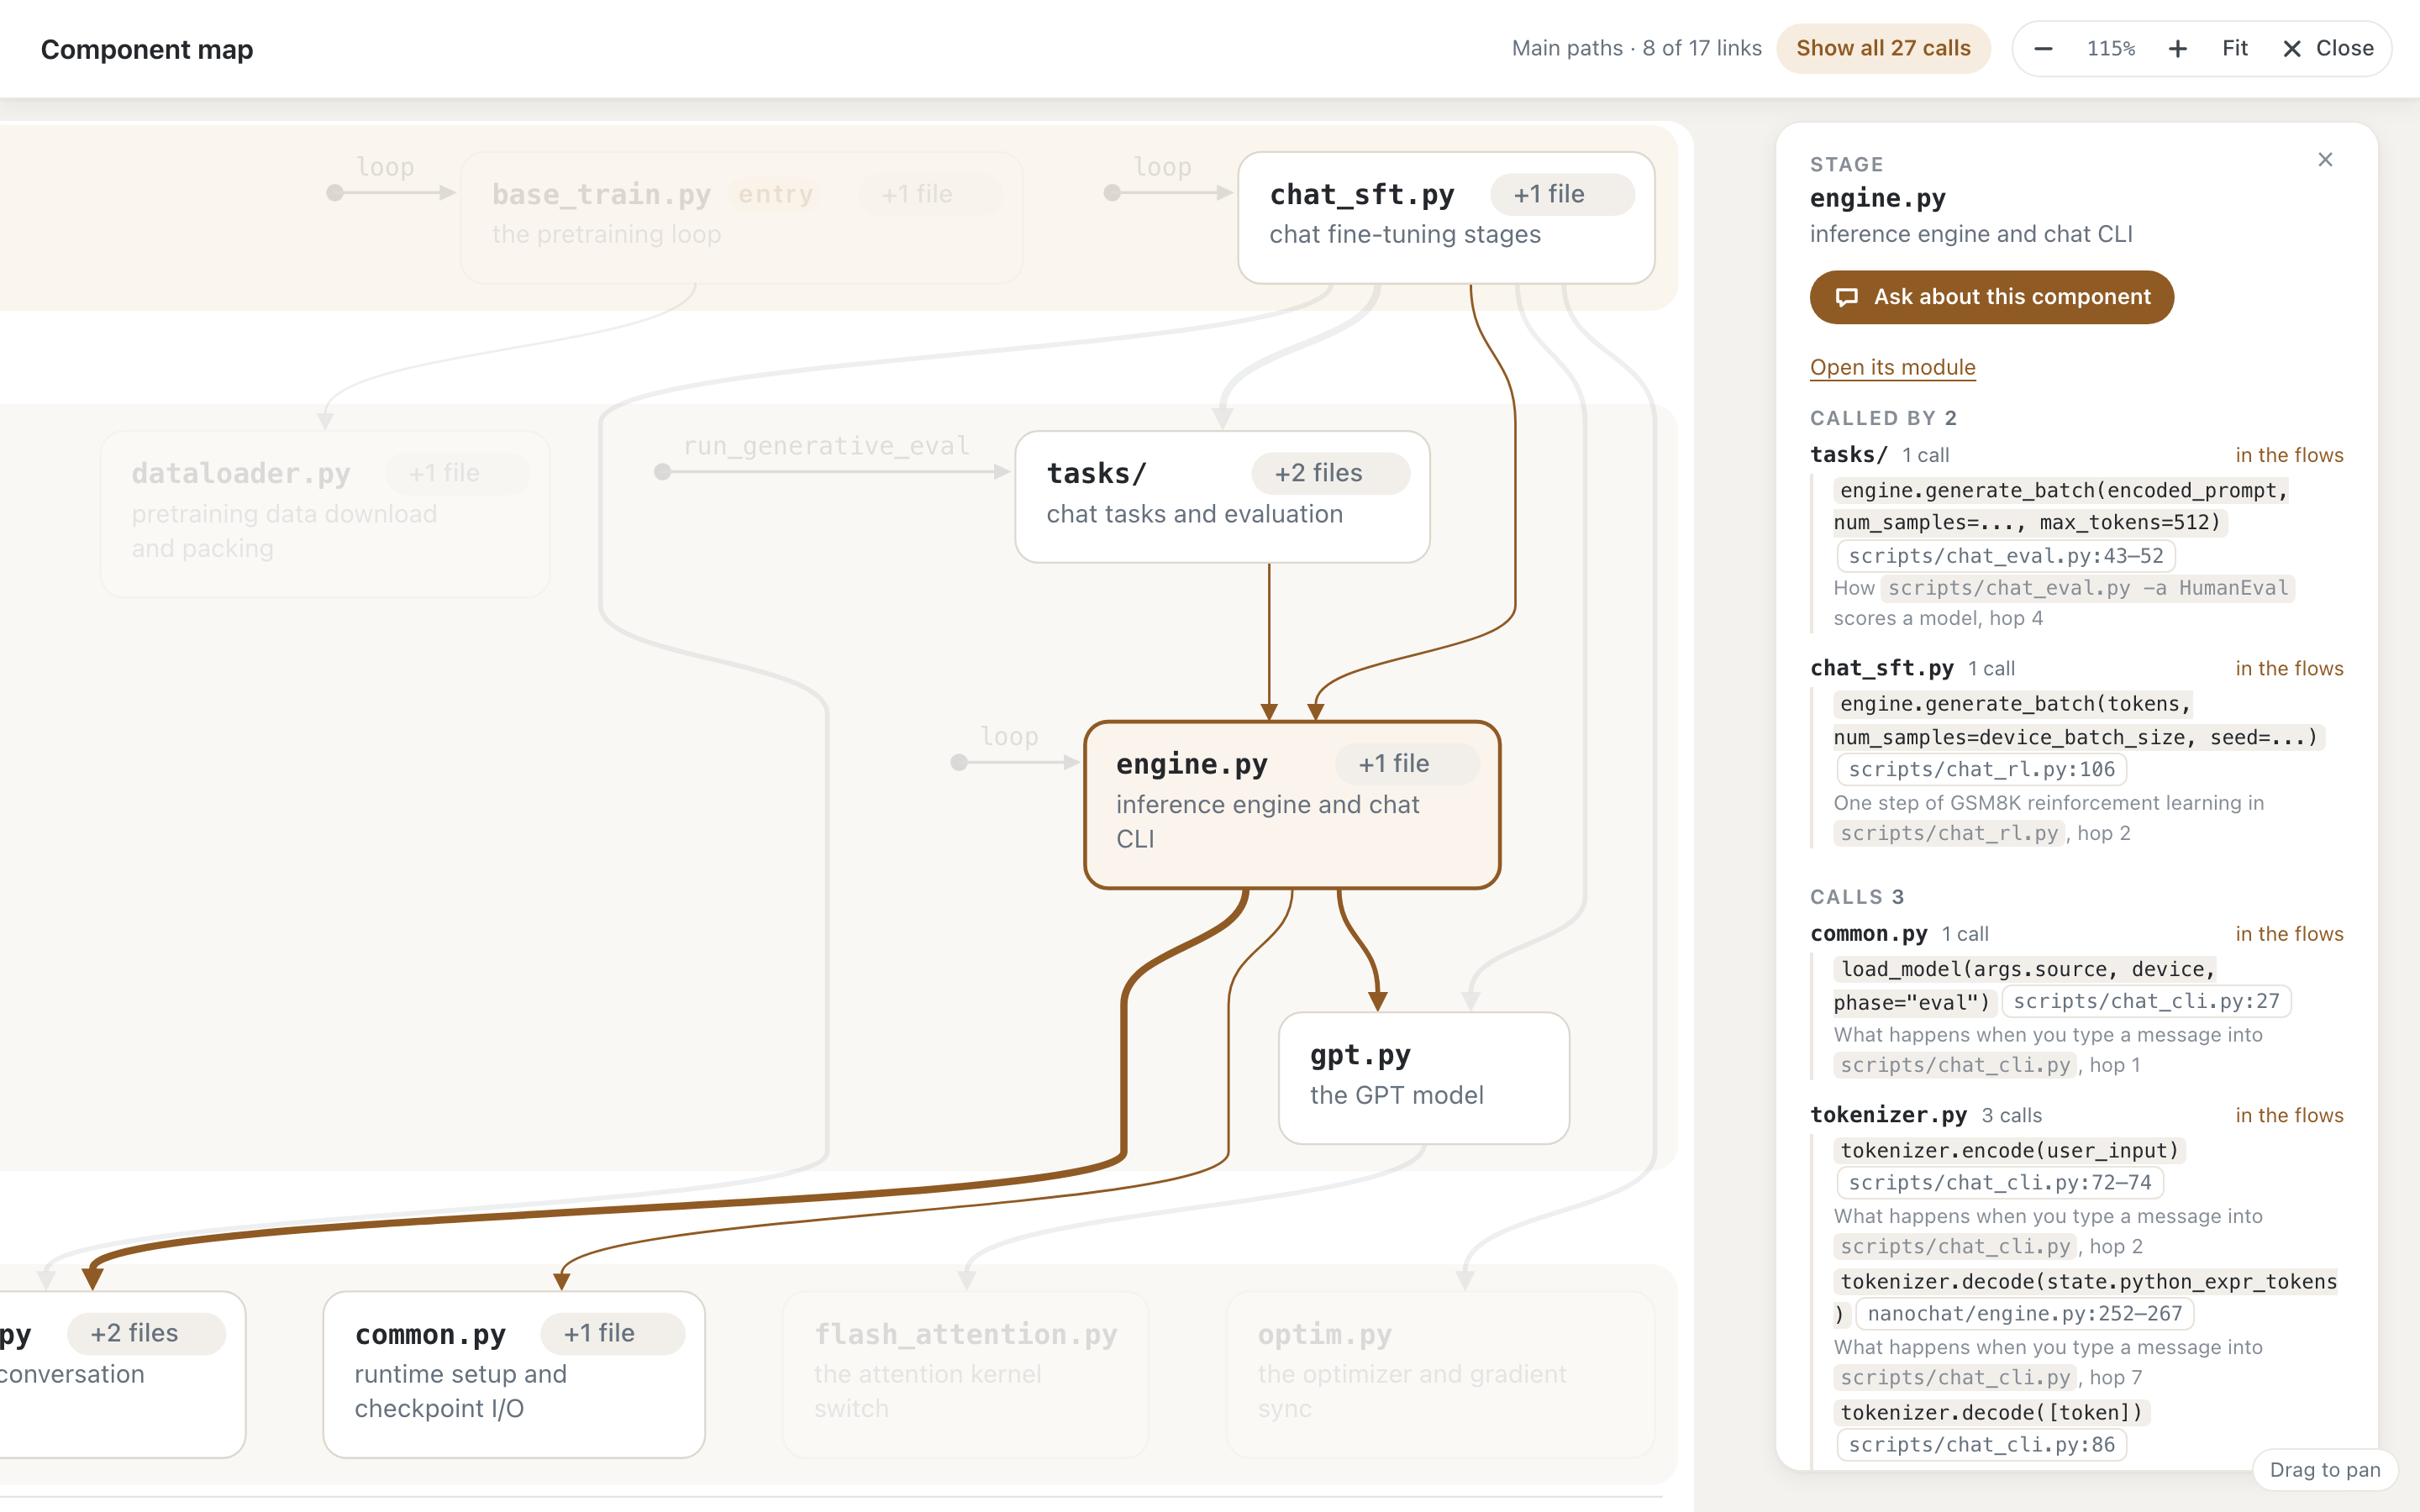 Component map
Main paths · 8 of 17 links
Show all 27 calls
115%
Fit
Close
loop
base_train.py entry +1 file
the pretraining loop
loop
chat_sft.py +1 file
chat fine-tuning stages
dataloader.py +1 file
pretraining data download
and packing
run_generative_eval
tasks/ +2 files
chat tasks and evaluation
loop
engine.py +1 file
inference engine and chat
CLI
gpt.py
the GPT model
py +2 files
conversation
common.py +1 file
runtime setup and
checkpoint I/O
flash_attention.py
the attention kernel
switch
optim.py
the optimizer and gradient
sync
STAGE
engine.py
inference engine and chat CLI
Ask about this component
Open its module
CALLED BY 2
tasks/ 1 call in the flows
engine.generate_batch(encoded_prompt,
num_samples=..., max_tokens=512)
scripts/chat_eval.py:43–52
How scripts/chat_eval.py -a HumanEval
scores a model, hop 4
chat_sft.py 1 call in the flows
engine.generate_batch(tokens,
num_samples=device_batch_size, seed=...)
scripts/chat_rl.py:106
One step of GSM8K reinforcement learning in
scripts/chat_rl.py, hop 2
CALLS 3
common.py 1 call in the flows
load_model(args.source, device,
phase="eval") scripts/chat_cli.py:27
What happens when you type a message into
scripts/chat_cli.py, hop 1
tokenizer.py 3 calls in the flows
tokenizer.encode(user_input)
scripts/chat_cli.py:72–74
What happens when you type a message into
scripts/chat_cli.py, hop 2
tokenizer.decode(state.python_expr_tokens
) nanochat/engine.py:252–267
What happens when you type a message into
scripts/chat_cli.py, hop 7
tokenizer.decode([token])
scripts/chat_cli.py:86
Drag to pan